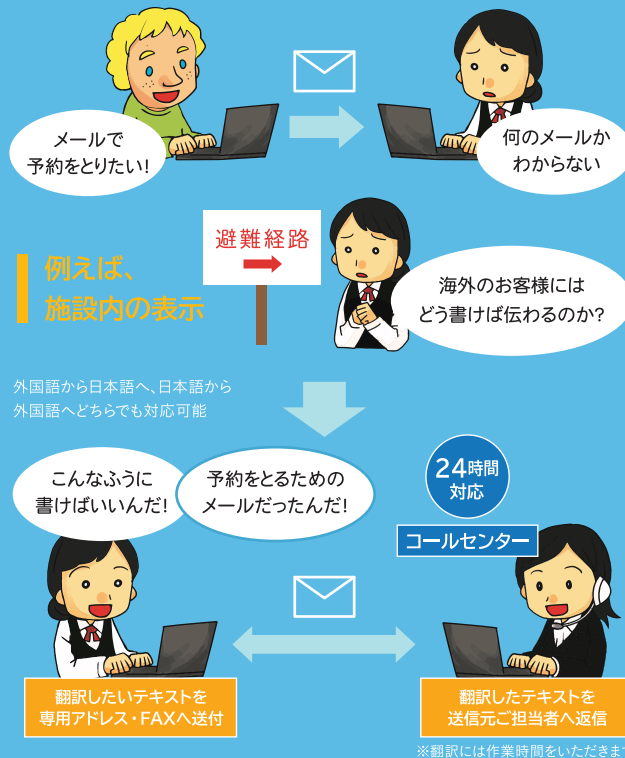 メールで
予約をとりたい!
何のメールか
わからない
避難経路
例えば、
施設内の表示
海外のお客様には
どう書けば伝わるのか?
外国語から日本語へ、日本語から
外国語へどちらでも対応可能
こんなふうに
書けばいいんだ!
予約をとるための
メールだったんだ!
24時間
対応
コールセンター
翻訳したいテキストを
専用アドレス・FAXへ送付
翻訳したテキストを
送信元ご担当者へ返信
※翻訳には作業時間をいただきます